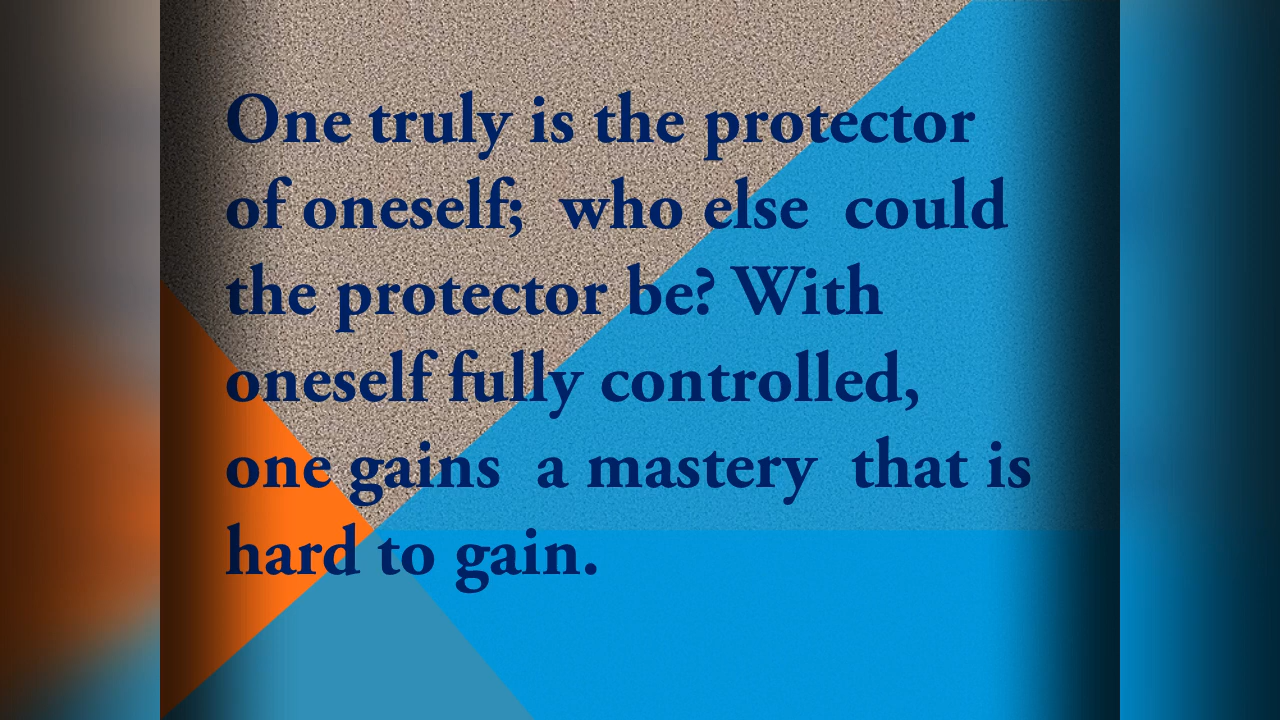 One truly is the protector
of oneself; who else could
the protector be? With
oneself fully controlled,
one gains a mastery that is
hard to gain.